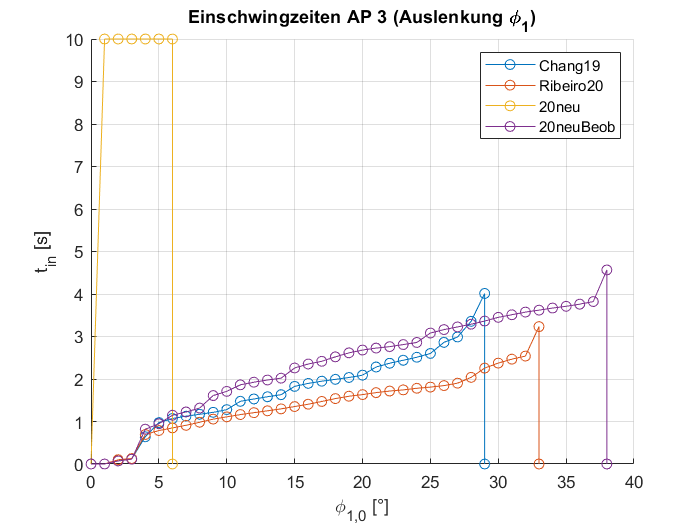 Einschwingzeiten AP 3 (Auslenkung ϕ1)
10
9
8
7
6
5
4
3
2
1
0
tin [s]
Chang19
Ribeiro20
20neu
20neuBeob
0 5 10 15 20 25 30 35 40
ϕ1,0 [°]